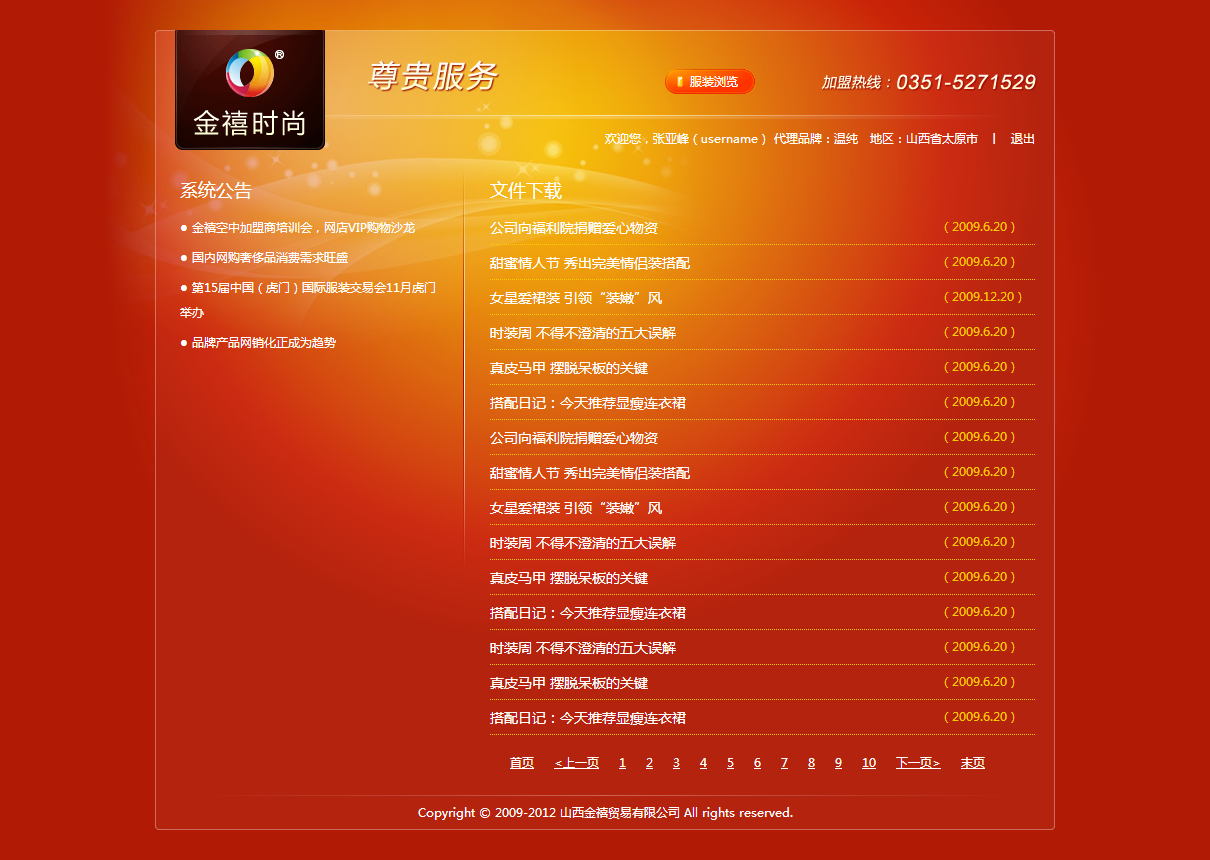 ®
金禧时尚
尊贵服务
服装浏览
加盟热线：0351-5271529
欢迎您，张亚峰（username） 代理品牌：温纯 地区：山西省太原市 | 退出
系统公告
● 金禧空中加盟商培训会，网店VIP购物沙龙
● 国内网购奢侈品消费需求旺盛
● 第15届中国（虎门）国际服装交易会11月虎门
举办
● 品牌产品网销化正成为趋势
文件下载
公司向福利院捐赠爱心物资 （2009.6.20）
甜蜜情人节 秀出完美情侣装搭配 （2009.6.20）
女星爱裙装 引领“装嫩”风 （2009.12.20）
时装周 不得不澄清的五大误解 （2009.6.20）
真皮马甲 摆脱呆板的关键 （2009.6.20）
搭配日记：今天推荐显瘦连衣裙 （2009.6.20）
公司向福利院捐赠爱心物资 （2009.6.20）
甜蜜情人节 秀出完美情侣装搭配 （2009.6.20）
女星爱裙装 引领“装嫩”风 （2009.6.20）
时装周 不得不澄清的五大误解 （2009.6.20）
真皮马甲 摆脱呆板的关键 （2009.6.20）
搭配日记：今天推荐显瘦连衣裙 （2009.6.20）
时装周 不得不澄清的五大误解 （2009.6.20）
真皮马甲 摆脱呆板的关键 （2009.6.20）
搭配日记：今天推荐显瘦连衣裙 （2009.6.20）
首页 <上一页 1 2 3 4 5 6 7 8 9 10 下一页> 末页
Copyright © 2009-2012 山西金禧贸易有限公司 All rights reserved.